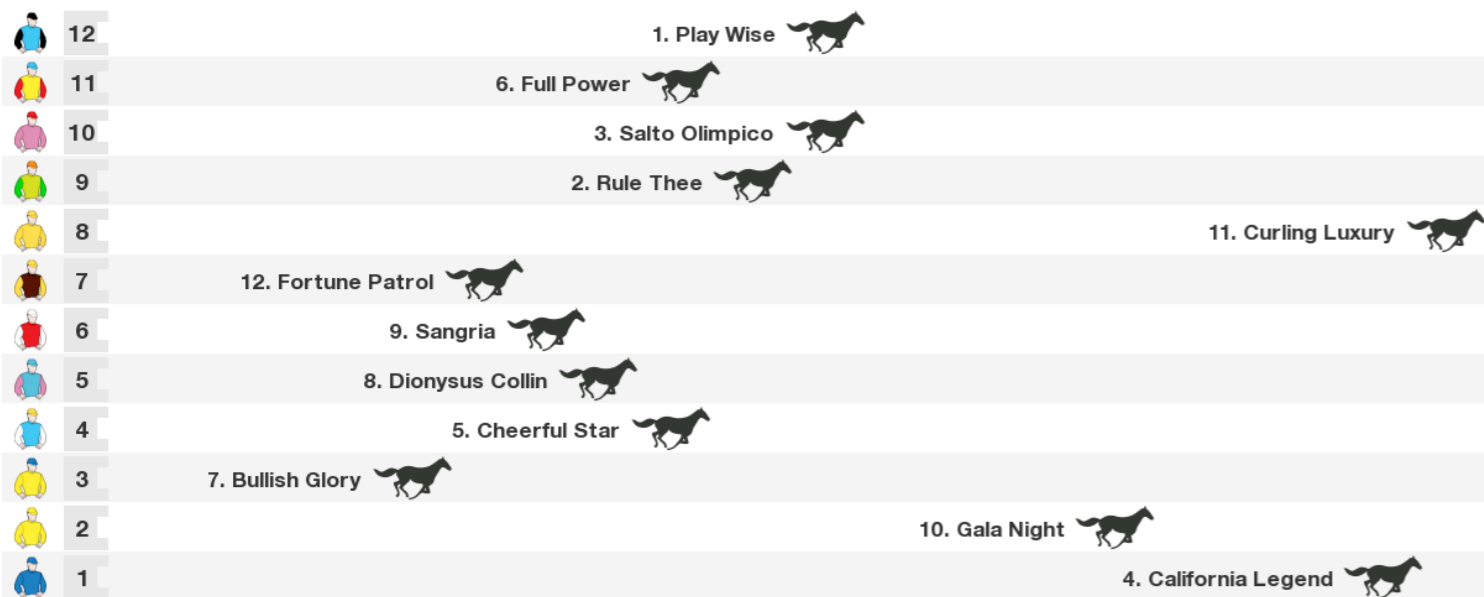 12 1. Play Wise
11 6. Full Power
10 3. Salto Olimpico
9 2. Rule Thee
8 11. Curling Luxury
7 12. Fortune Patrol
6 9. Sangria
5 8. Dionysus Collin
4 5. Cheerful Star
3 7. Bullish Glory
2 10. Gala Night
1 4. California Legend